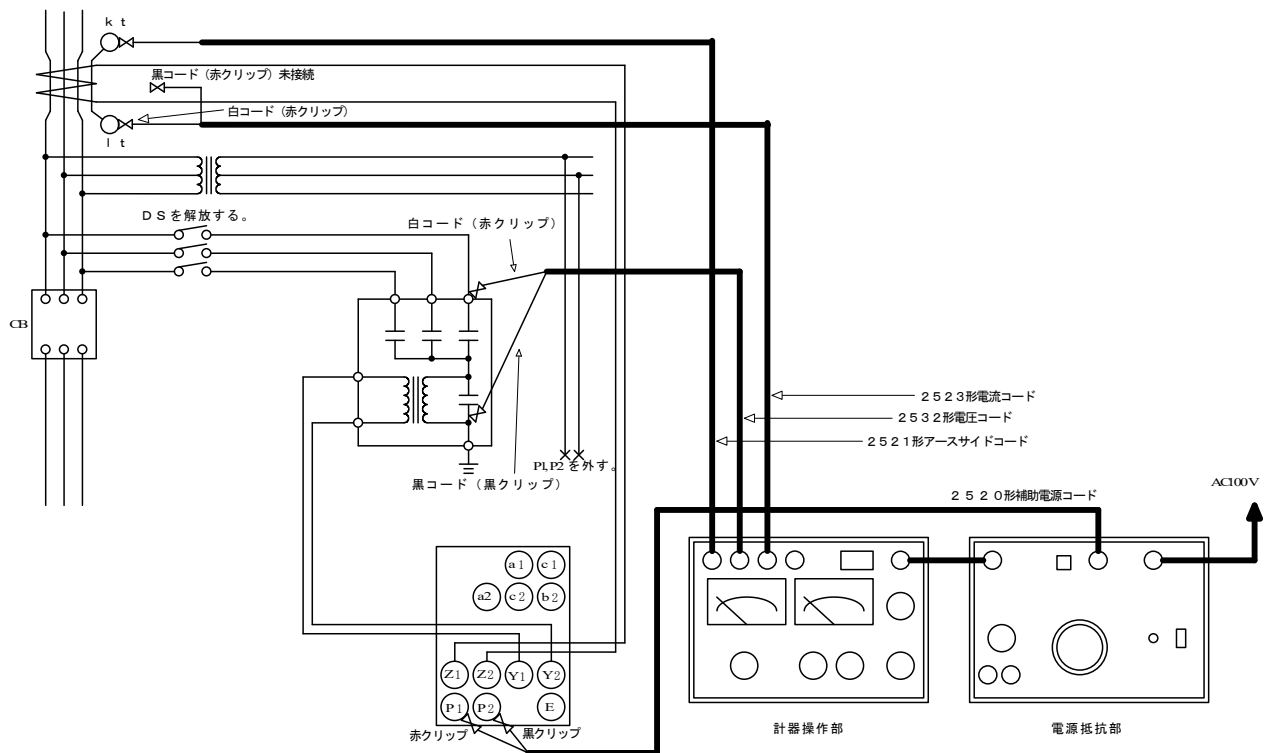 ｋ ｔ
黒コード（赤クリップ）未接続
白コード（赤クリップ）
ｌ ｔ
ＤＳを解放する。
白コード（赤クリップ）
CB
２５２３形電流コード
２５３２形電圧コード
２５２１形アースサイドコード
P1,P2を外す。
黒コード（黒クリップ）
２５２０形補助電源コード
AC100V
a1 c1
a2 c2 b2
Z1 Z2 Y1 Y2
P1 P2 E
赤クリップ
黒クリップ
計器操作部
電源抵抗部